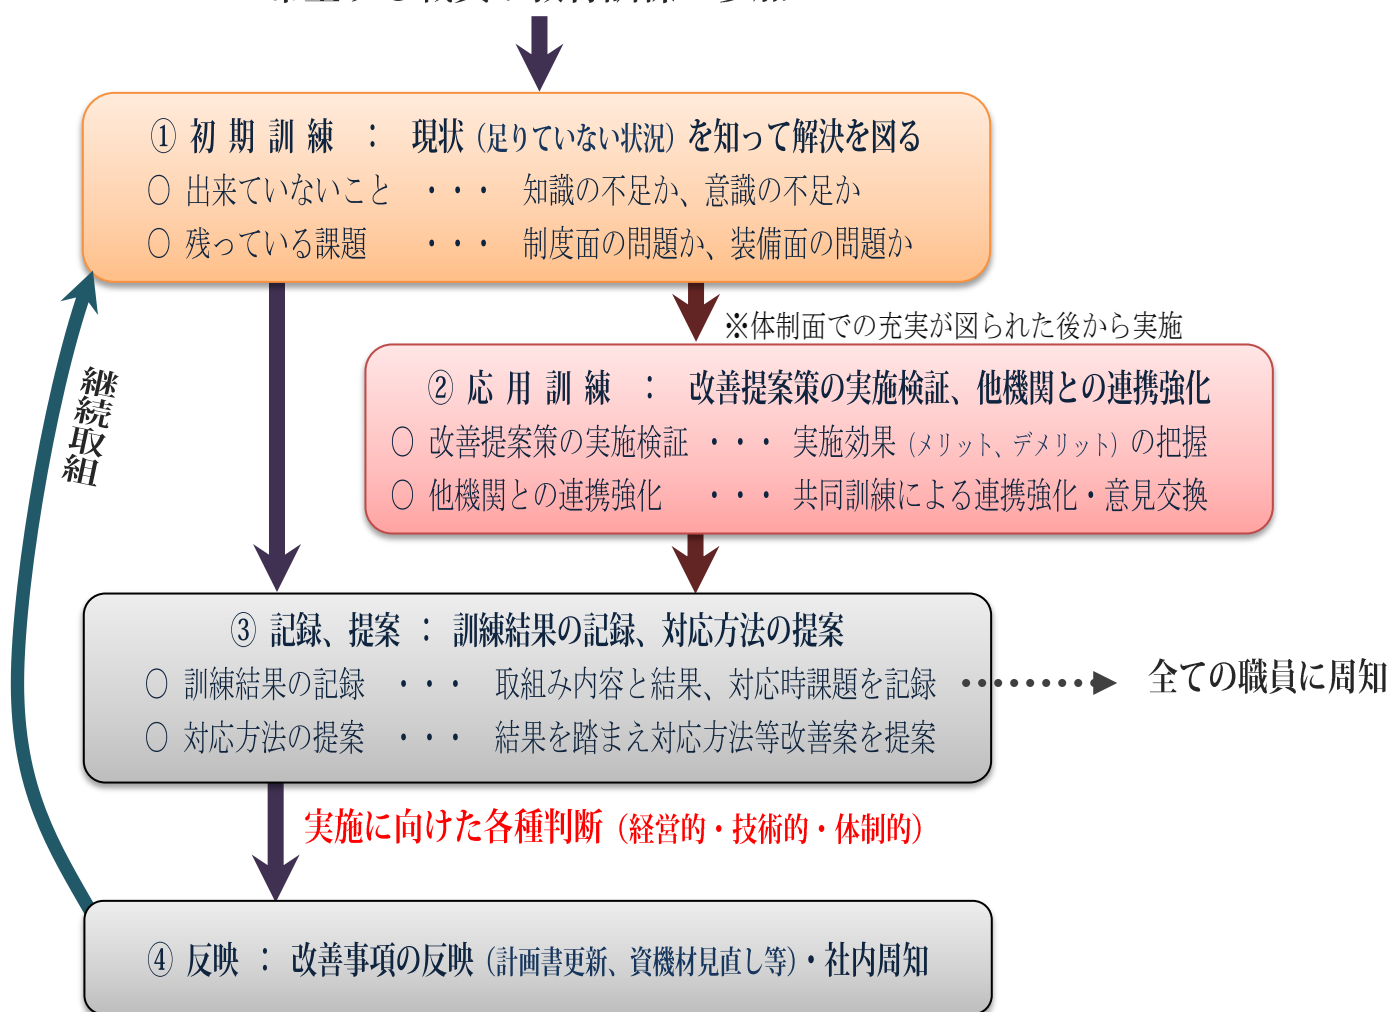 ① 初 期 訓 練 ： 現状（足りていない状況）を知って解決を図る
○ 出来ていないこと ・・・ 知識の不足か、意識の不足か
○ 残っている課題 ・・・ 制度面の問題か、装備面の問題か
※体制面での充実が図られた後から実施
② 応 用 訓 練 ： 改善提案策の実施検証、他機関との連携強化
○ 改善提案策の実施検証 ・・・ 実施効果（メリット、デメリット）の把握
○ 他機関との連携強化 ・・・ 共同訓練による連携強化・意見交換
継続取組
③ 記録、提案 ： 訓練結果の記録、対応方法の提案
○ 訓練結果の記録 ・・・ 取組み内容と結果、対応時課題を記録
○ 対応方法の提案 ・・・ 結果を踏まえ対応方法等改善案を提案
全ての職員に周知
実施に向けた各種判断（経営的・技術的・体制的）
④ 反映 ： 改善事項の反映（計画書更新、資機材見直し等）・社内周知